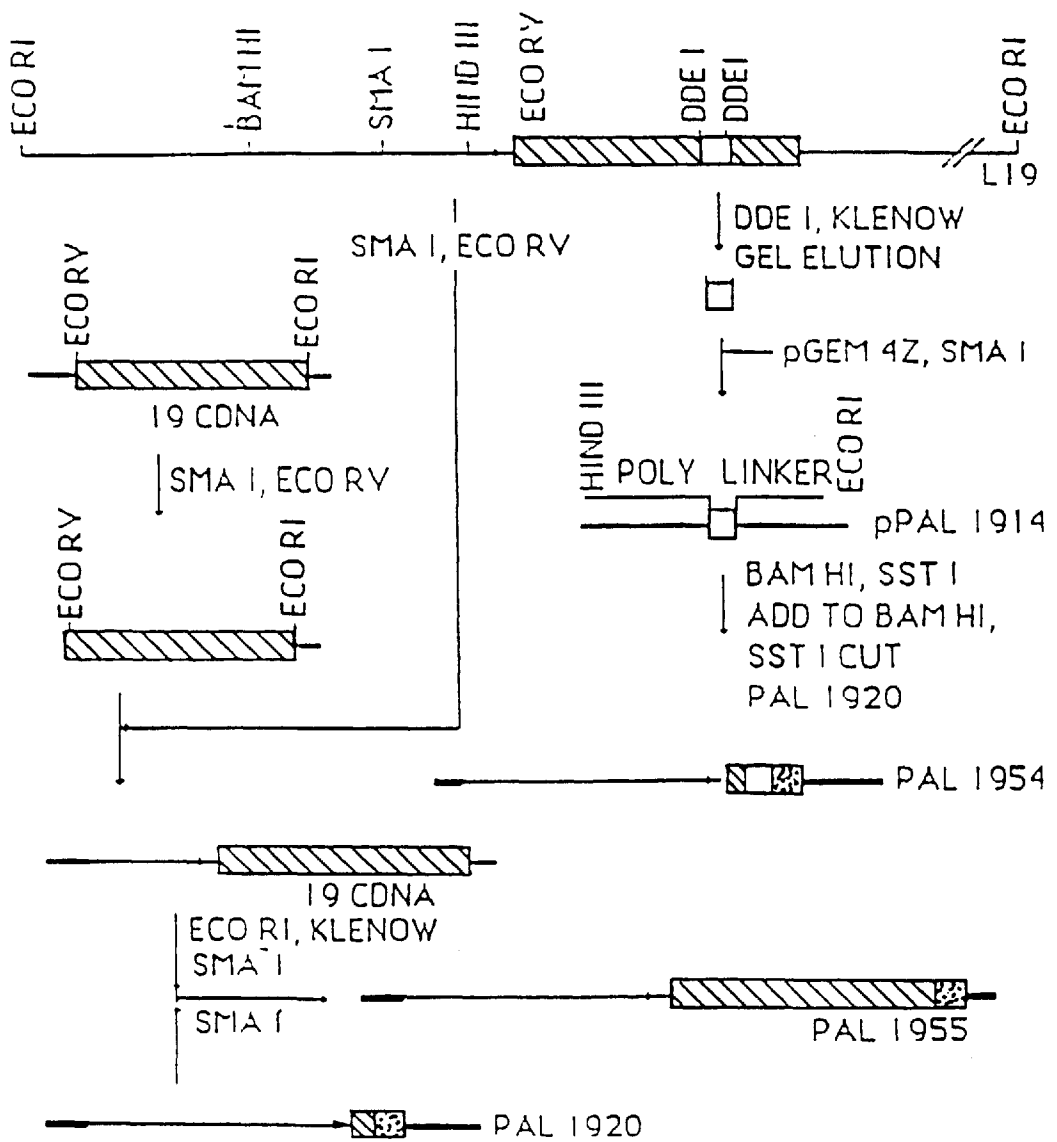 ECO RI
BAM HI
SMA I
HIND III
ECO RV
DDE I
DDE I
ECO RI
L19
SMA I, ECO RV
DDE I, KLENOW
GEL ELUTION
ECO RV
ECO RI
19 CDNA
pGEM 4Z, SMA I
SMA I, ECO RV
HIND III
POLY LINKER
ECO RI
pPAL 1914
ECO RV
ECO RI
BAM HI, SST I
ADD TO BAM HI,
SST I CUT
PAL 1920
PAL 1954
19 CDNA
ECO RI, KLENOW
SMA I
SMA I
PAL 1955
PAL 1920